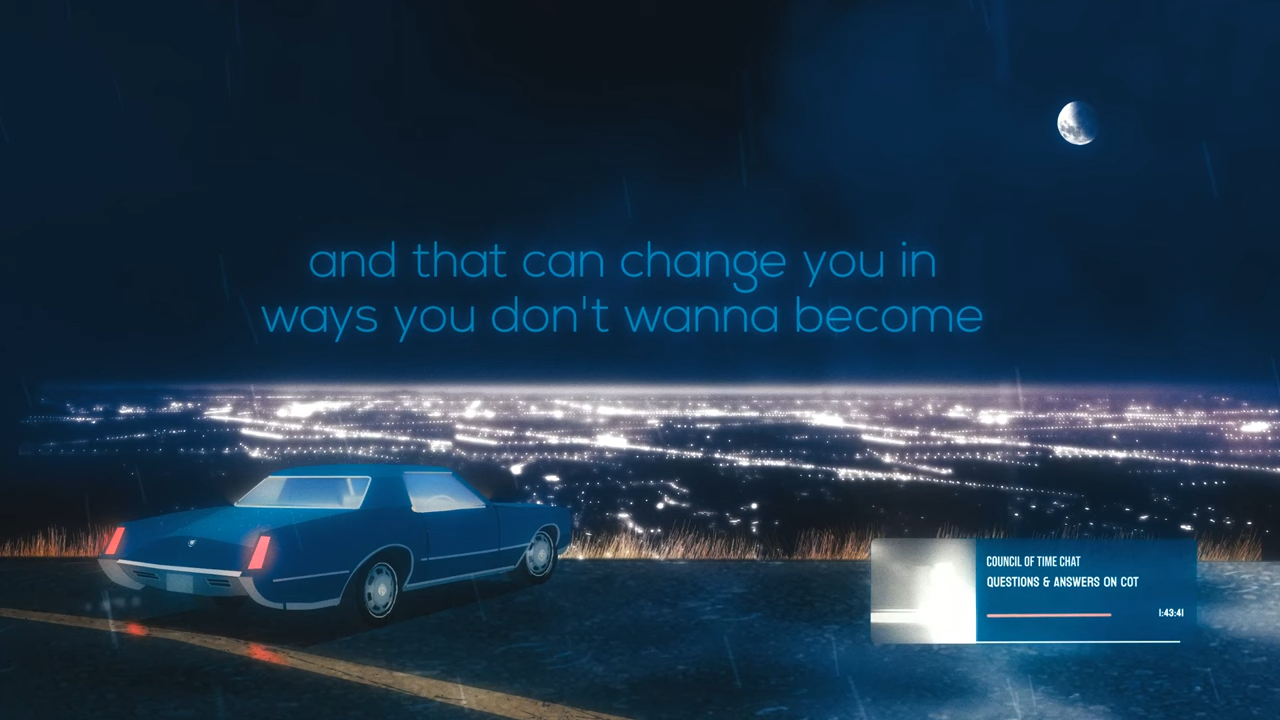 and that can change you in
ways you don't wanna become
COUNCIL OF TIME CHAT
QUESTIONS & ANSWERS ON COT
1:43:41